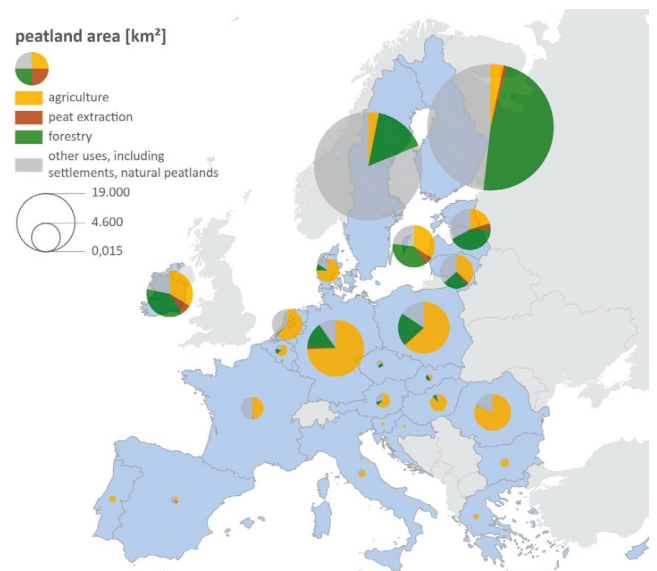 peatland area [km²]
agriculture
peat extraction
forestry
other uses, including
settlements, natural peatlands
19.000
4.600
0,015